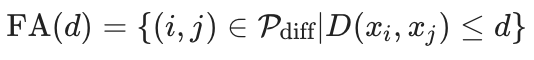 FA(d) = {(i, j) ∈ 𝒫_diff | D(x_i, x_j) ≤ d}